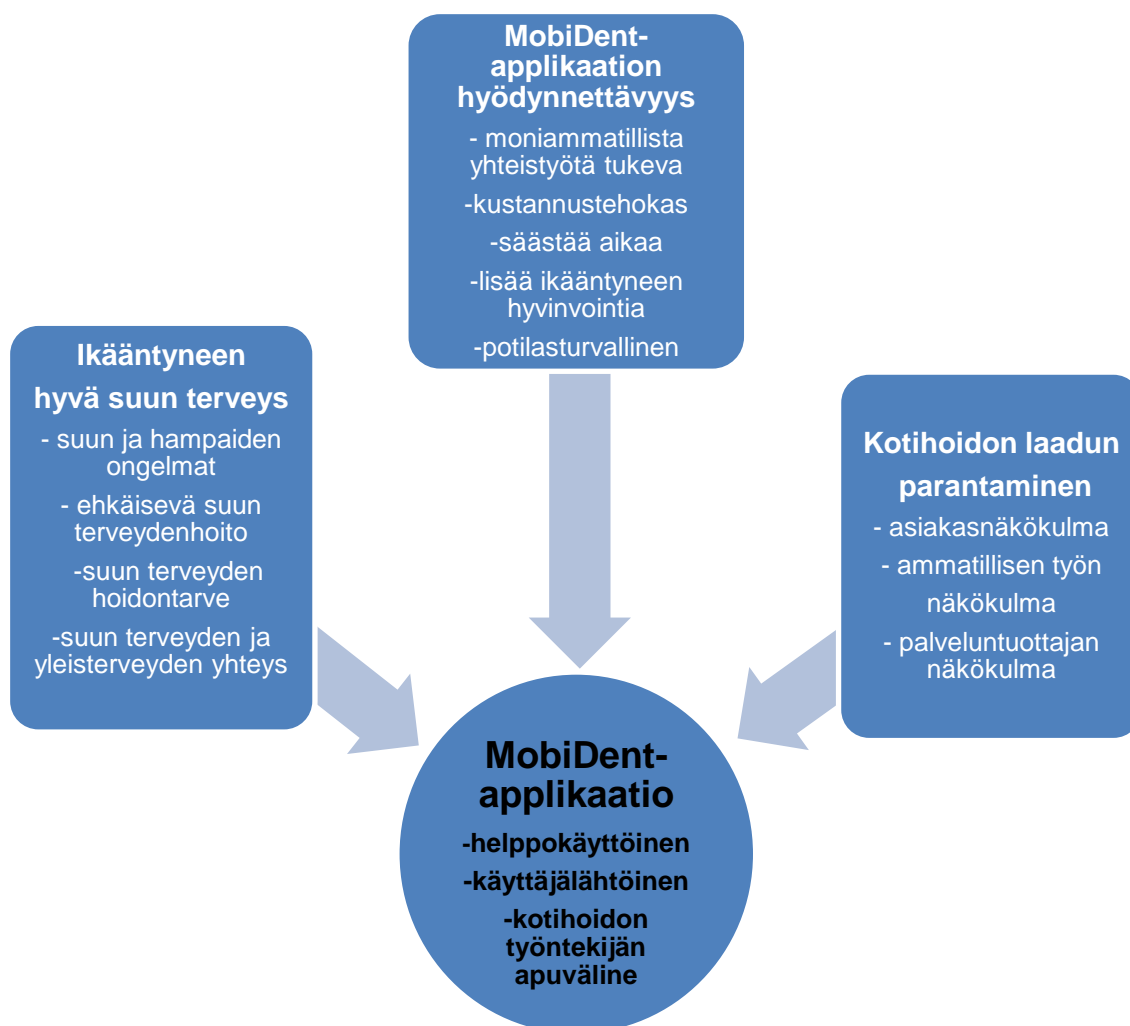 MobiDent-
applikaation
hyödynnettävyys
- moniammatillista
yhteistyötä tukeva
-kustannustehokas
-säästää aikaa
-lisää ikääntyneen
hyvinvointia
-potilasturvallinen
Ikääntyneen
hyvä suun terveys
- suun ja hampaiden
ongelmat
- ehkäisevä suun
terveydenhoito
-suun terveyden
hoidontarve
-suun terveyden ja
yleisterveyden yhteys
Kotihoidon laadun
parantaminen
- asiakasnäkökulma
- ammatillisen työn
näkökulma
- palveluntuottajan
näkökulma
MobiDent-
applikaatio
-helppokäyttöinen
-käyttäjälähtöinen
-kotihoidon
työntekijän
apuväline